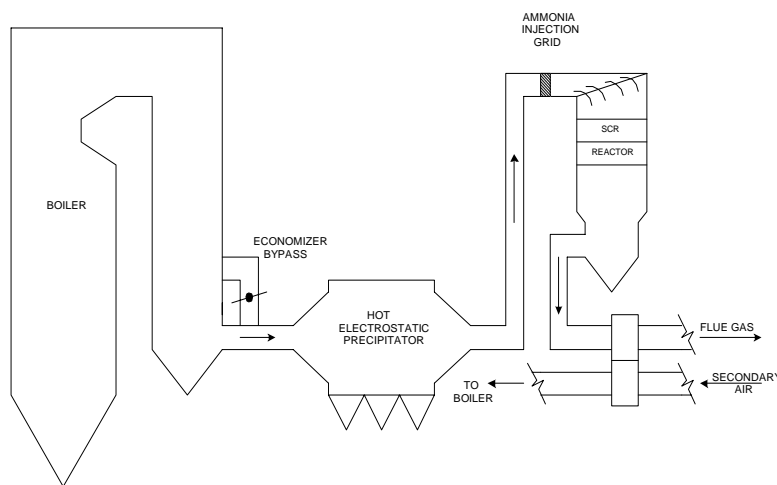 AMMONIA
INJECTION
GRID
SCR
REACTOR
BOILER
ECONOMIZER
BYPASS
HOT
ELECTROSTATIC
PRECIPITATOR
FLUE GAS
TO
BOILER
SECONDARY
AIR